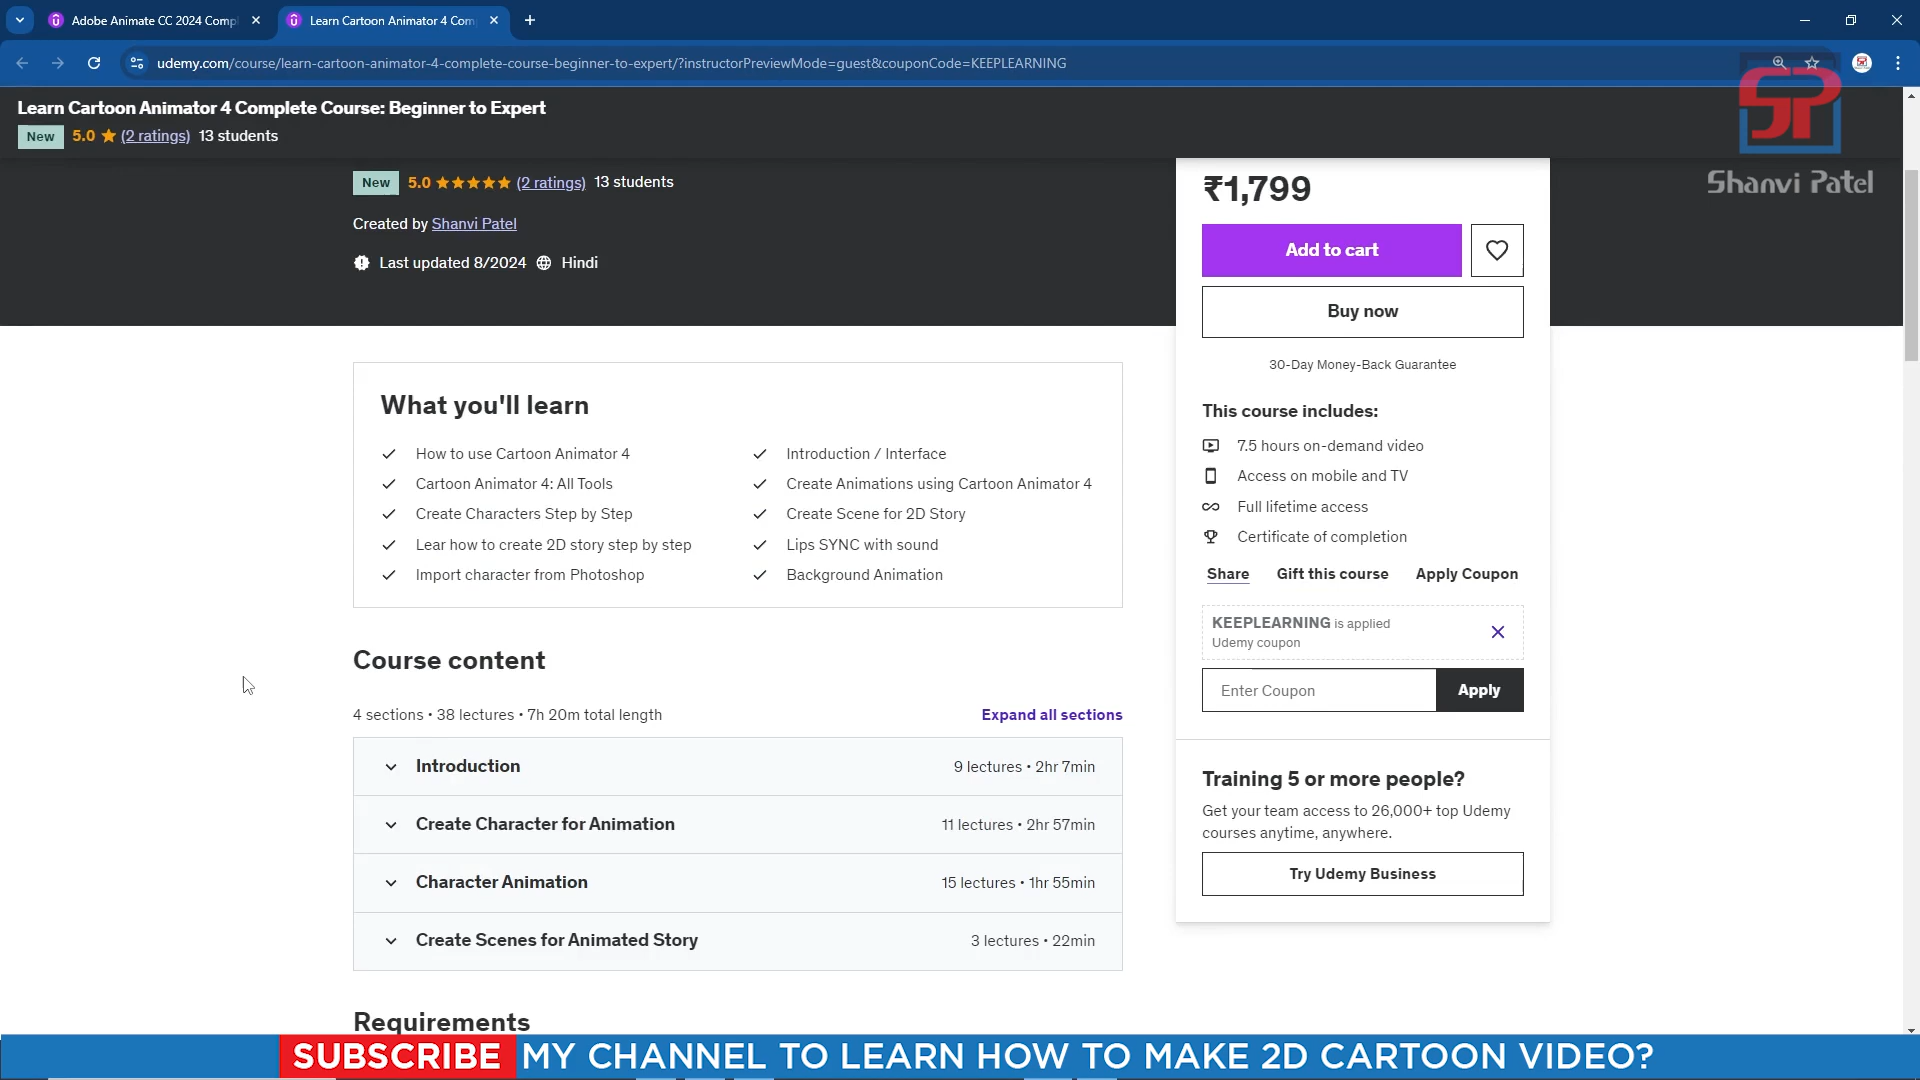 Adobe Animate CC 2024 Comp
Learn Cartoon Animator 4 Com
udemy.com/course/learn-cartoon-animator-4-complete-course-beginner-to-expert/?instructorPreviewMode=guest&couponCode=KEEPLEARNING
Learn Cartoon Animator 4 Complete Course: Beginner to Expert
New 5.0 (2 ratings) 13 students
SP
Shanvi Patel
New 5.0 (2 ratings) 13 students
Created by Shanvi Patel
Last updated 8/2024 Hindi
₹1,799
Add to cart
Buy now
30-Day Money-Back Guarantee
This course includes:
7.5 hours on-demand video
Access on mobile and TV
Full lifetime access
Certificate of completion
Share Gift this course Apply Coupon
KEEPLEARNING is applied
Udemy coupon
Enter Coupon Apply
Training 5 or more people?
Get your team access to 26,000+ top Udemy
courses anytime, anywhere.
Try Udemy Business
What you'll learn
How to use Cartoon Animator 4
Introduction / Interface
Cartoon Animator 4: All Tools
Create Animations using Cartoon Animator 4
Create Characters Step by Step
Create Scene for 2D Story
Lear how to create 2D story step by step
Lips SYNC with sound
Import character from Photoshop
Background Animation
Course content
4 sections • 38 lectures • 7h 20m total length
Expand all sections
Introduction 9 lectures • 2hr 7min
Create Character for Animation 11 lectures • 2hr 57min
Character Animation 15 lectures • 1hr 55min
Create Scenes for Animated Story 3 lectures • 22min
Requirements
SUBSCRIBE MY CHANNEL TO LEARN HOW TO MAKE 2D CARTOON VIDEO?